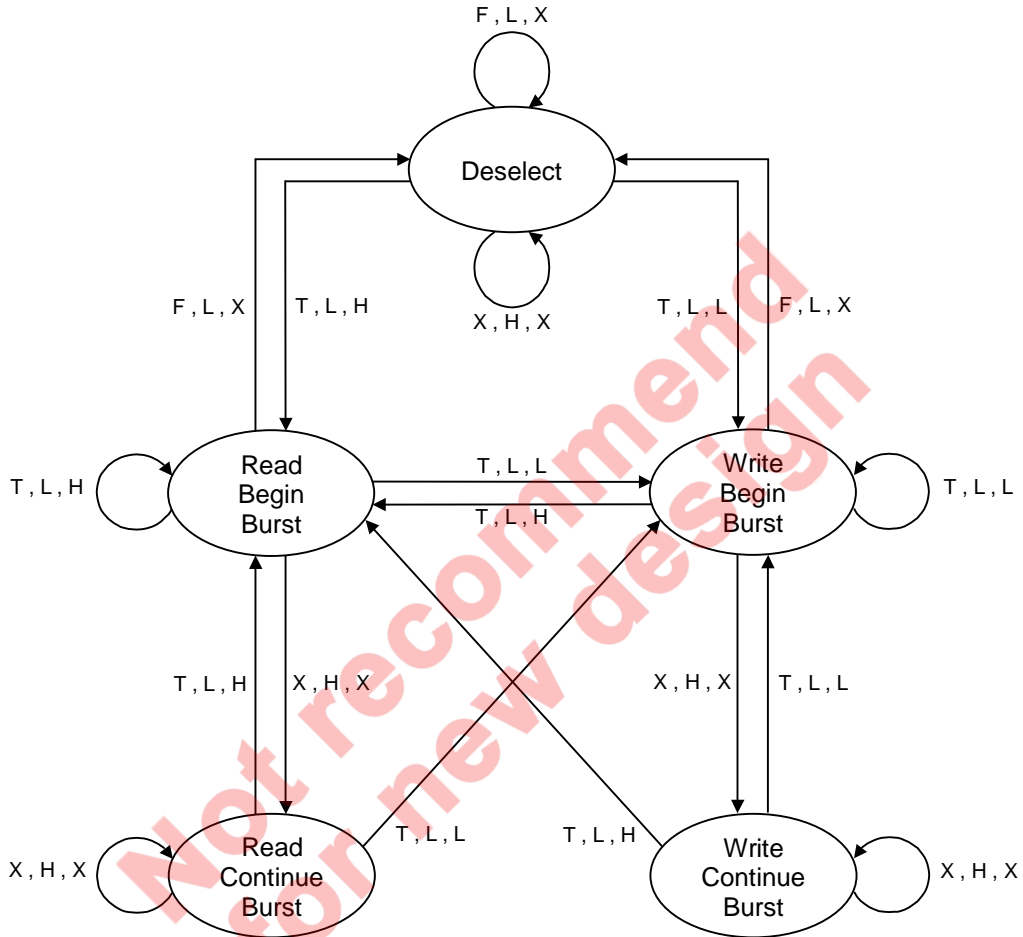 F , L , X
Deselect
X , H , X
F , L , X
T , L , H
T , L , L
F , L , X
T , L , H
Read
Begin
Burst
T , L , L
T , L , H
Write
Begin
Burst
T , L , L
T , L , H
X , H , X
X , H , X
T , L , L
X , H , X
Read
Continue
Burst
T , L , L
T , L , H
Write
Continue
Burst
X , H , X
Not recommend
for new design